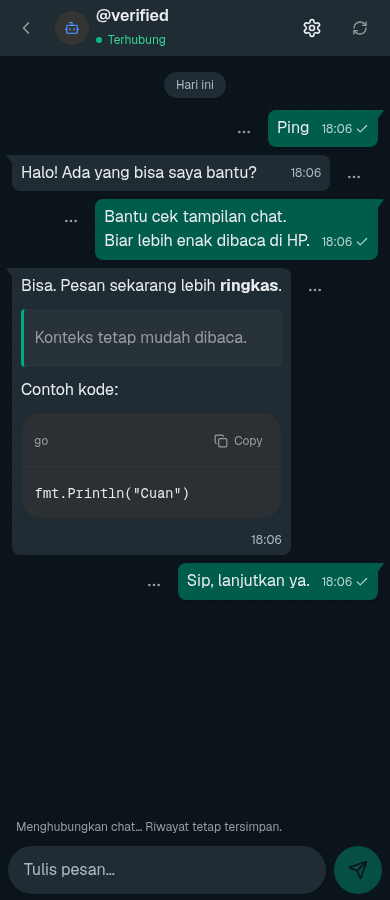 @verified
Terhubung
Hari ini
... Ping 18:06
Halo! Ada yang bisa saya bantu? 18:06 ...
... Bantu cek tampilan chat.
Biar lebih enak dibaca di HP. 18:06
Bisa. Pesan sekarang lebih ringkas. ...
Konteks tetap mudah dibaca.
Contoh kode:
go Copy
fmt.Println("Cuan")
18:06
... Sip, lanjutkan ya. 18:06
Menghubungkan chat... Riwayat tetap tersimpan.
Tulis pesan...